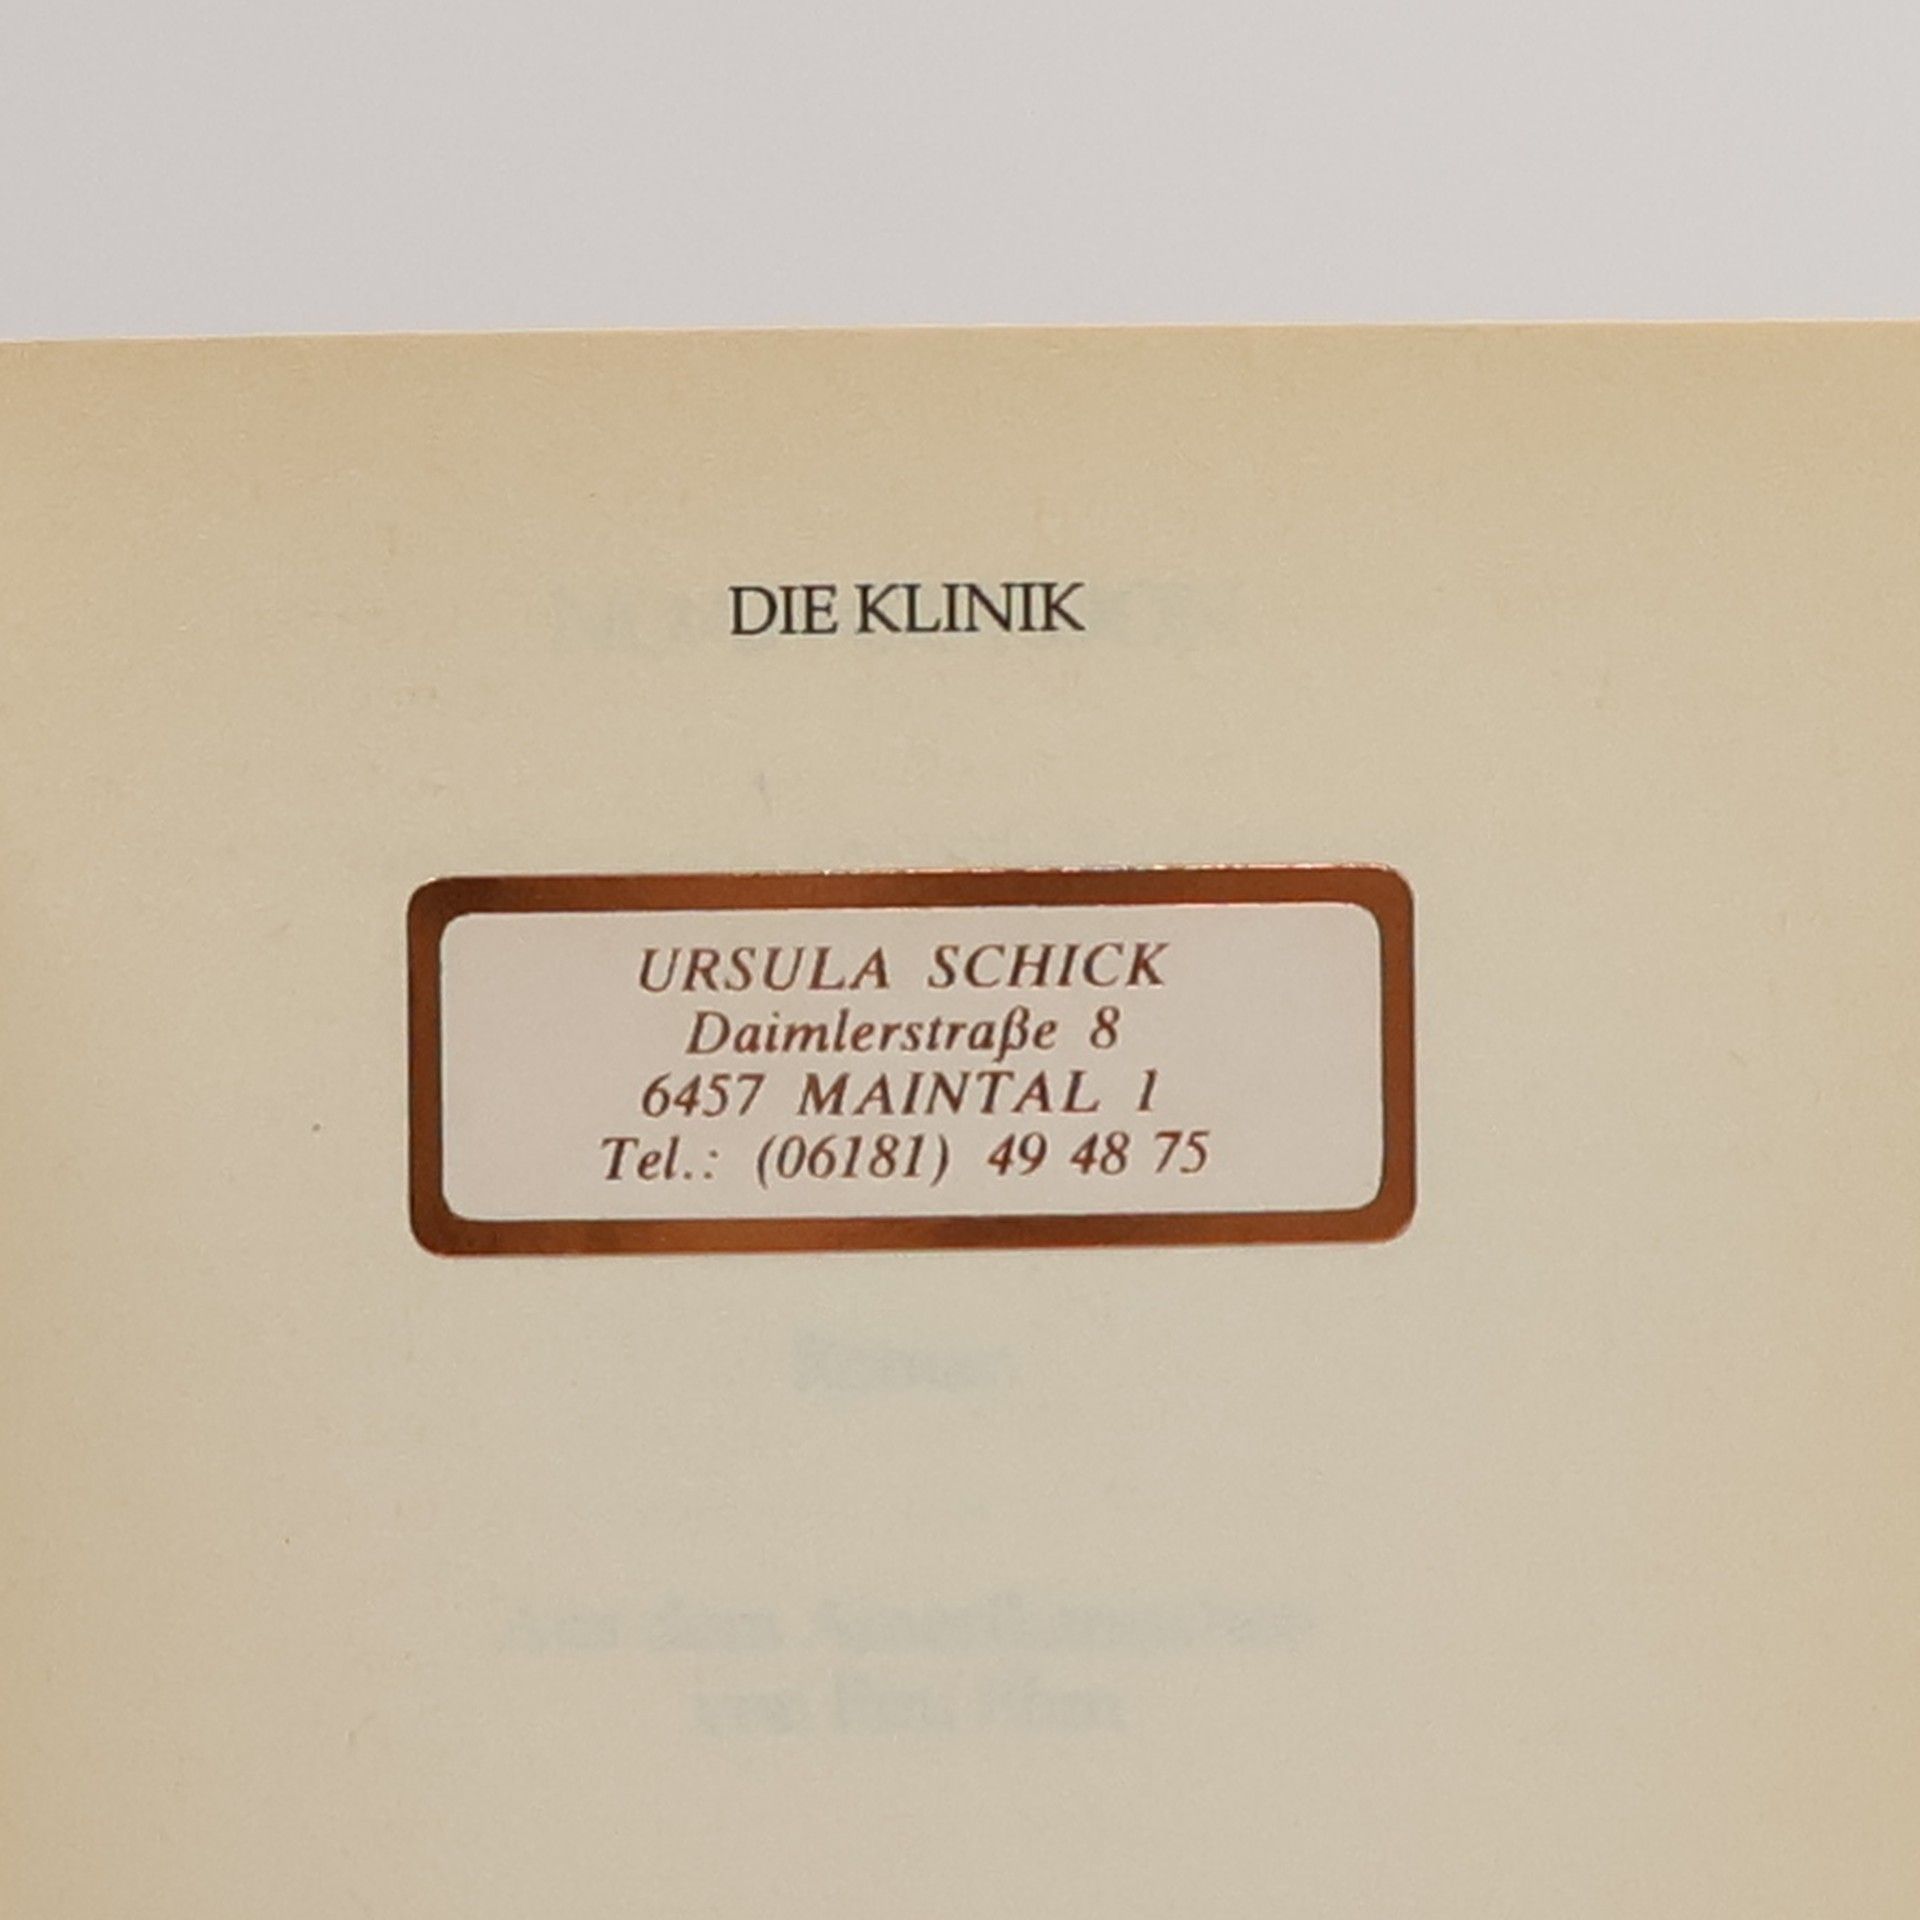 DIE KLINIK
URSULA SCHICK
Daimlerstraße 8
6457 MAINTAL 1
Tel.: (06181) 49 48 75